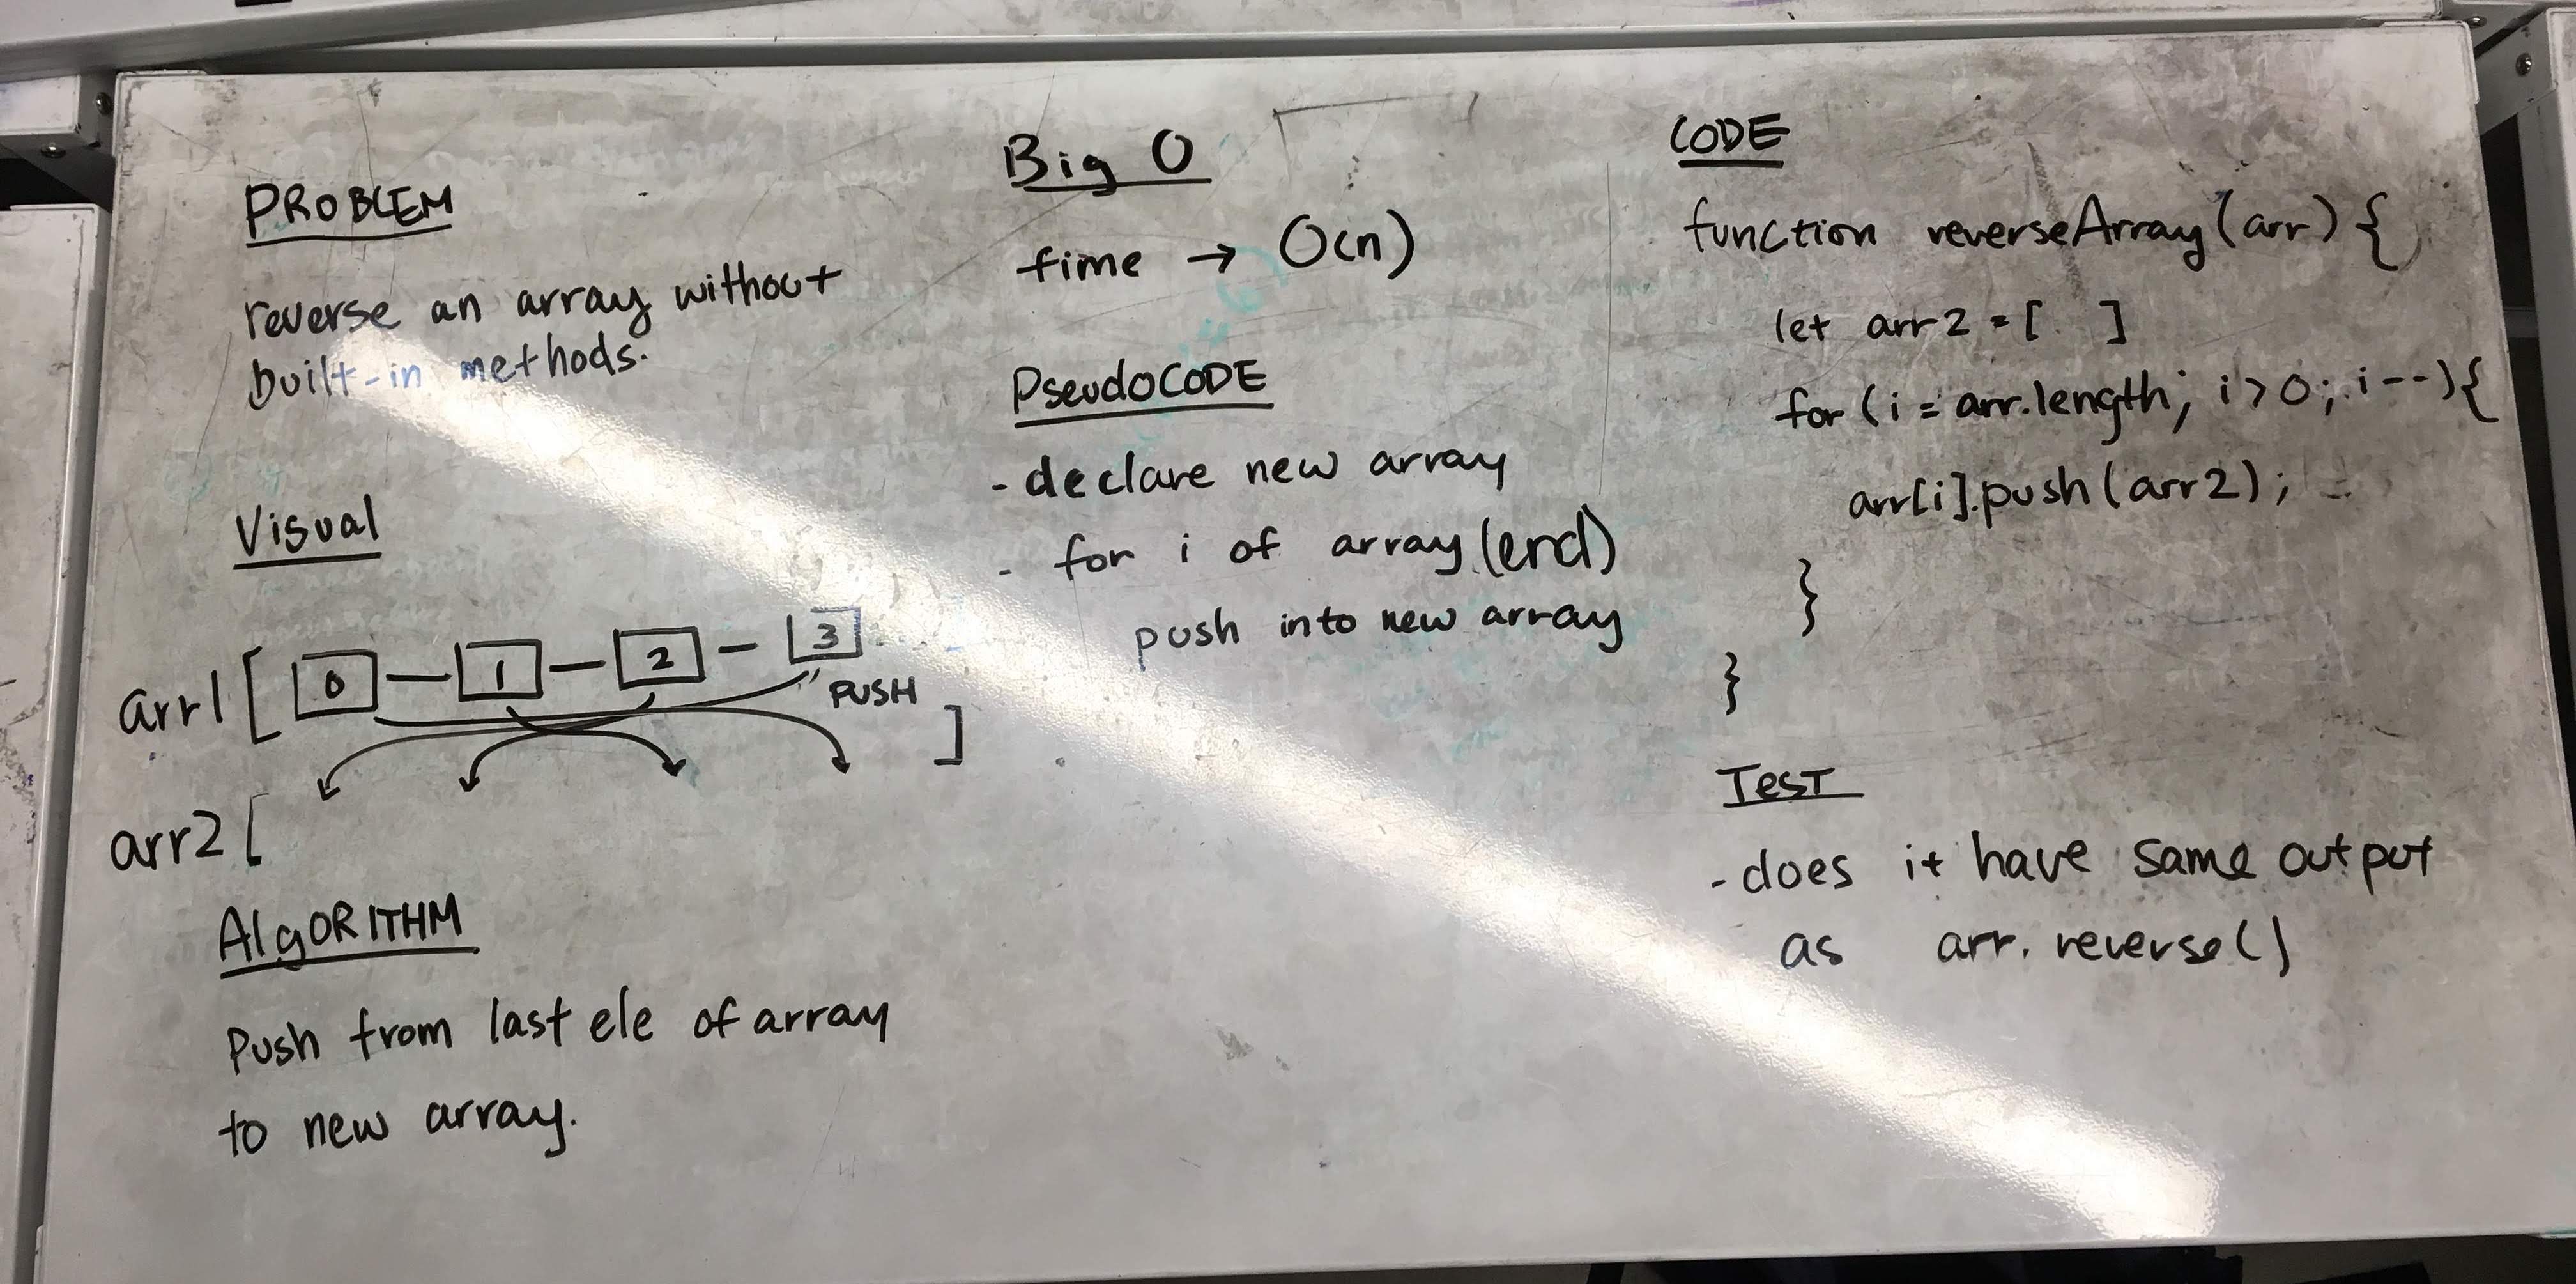 PROBLEM
reverse an array without
built-in methods.
Visual
arr1 [ 0 — 1 — 2 — 3
PUSH
]
arr2 [
AlgORITHM
Push from last ele of array
to new array.
Big O
time → O(n)
PseudoCODE
- declare new array
- for i of array (end)
push into new array
CODE
function reverseArray (arr) {
let arr2 = [ ]
for (i = arr.length; i > 0; i --) {
arr[i].push (arr2);
}
}
TesT
- does it have same output
as arr. reverse()